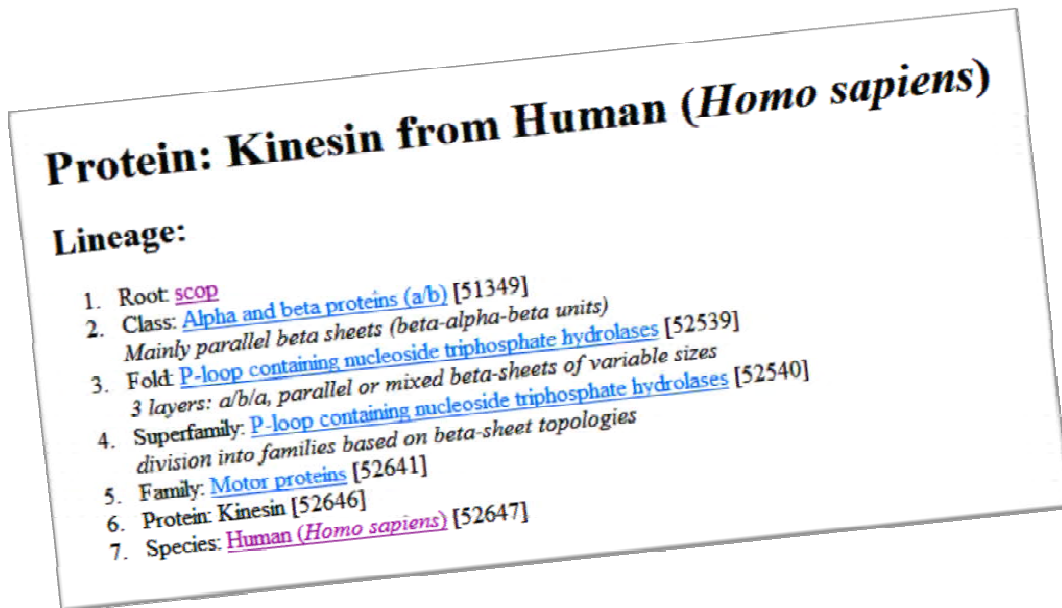 Protein: Kinesin from Human (Homo sapiens)
Lineage:
1. Root: scop
2. Class: Alpha and beta proteins (a/b) [51349]
Mainly parallel beta sheets (beta-alpha-beta units)
3. Fold: P-loop containing nucleoside triphosphate hydrolases [52539]
3 layers: a/b/a, parallel or mixed beta-sheets of variable sizes
4. Superfamily: P-loop containing nucleoside triphosphate hydrolases [52540]
division into families based on beta-sheet topologies
5. Family: Motor proteins [52641]
6. Protein: Kinesin [52646]
7. Species: Human (Homo sapiens) [52647]